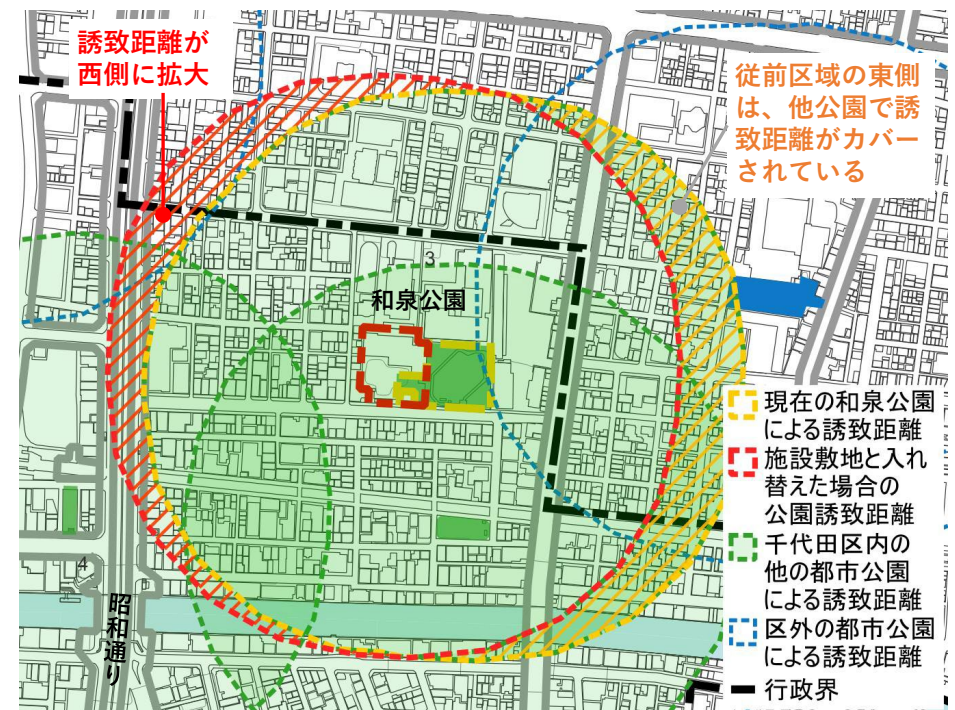 誘致距離が
西側に拡大
従前区域の東側
は、他公園で誘
致距離がカバー
されている
3
和泉公園
現在の和泉公園
による誘致距離
施設敷地と入れ
替えた場合の
公園誘致距離
千代田区内の
他の都市公園
による誘致距離
区外の都市公園
による誘致距離
行政界
4
昭和通り